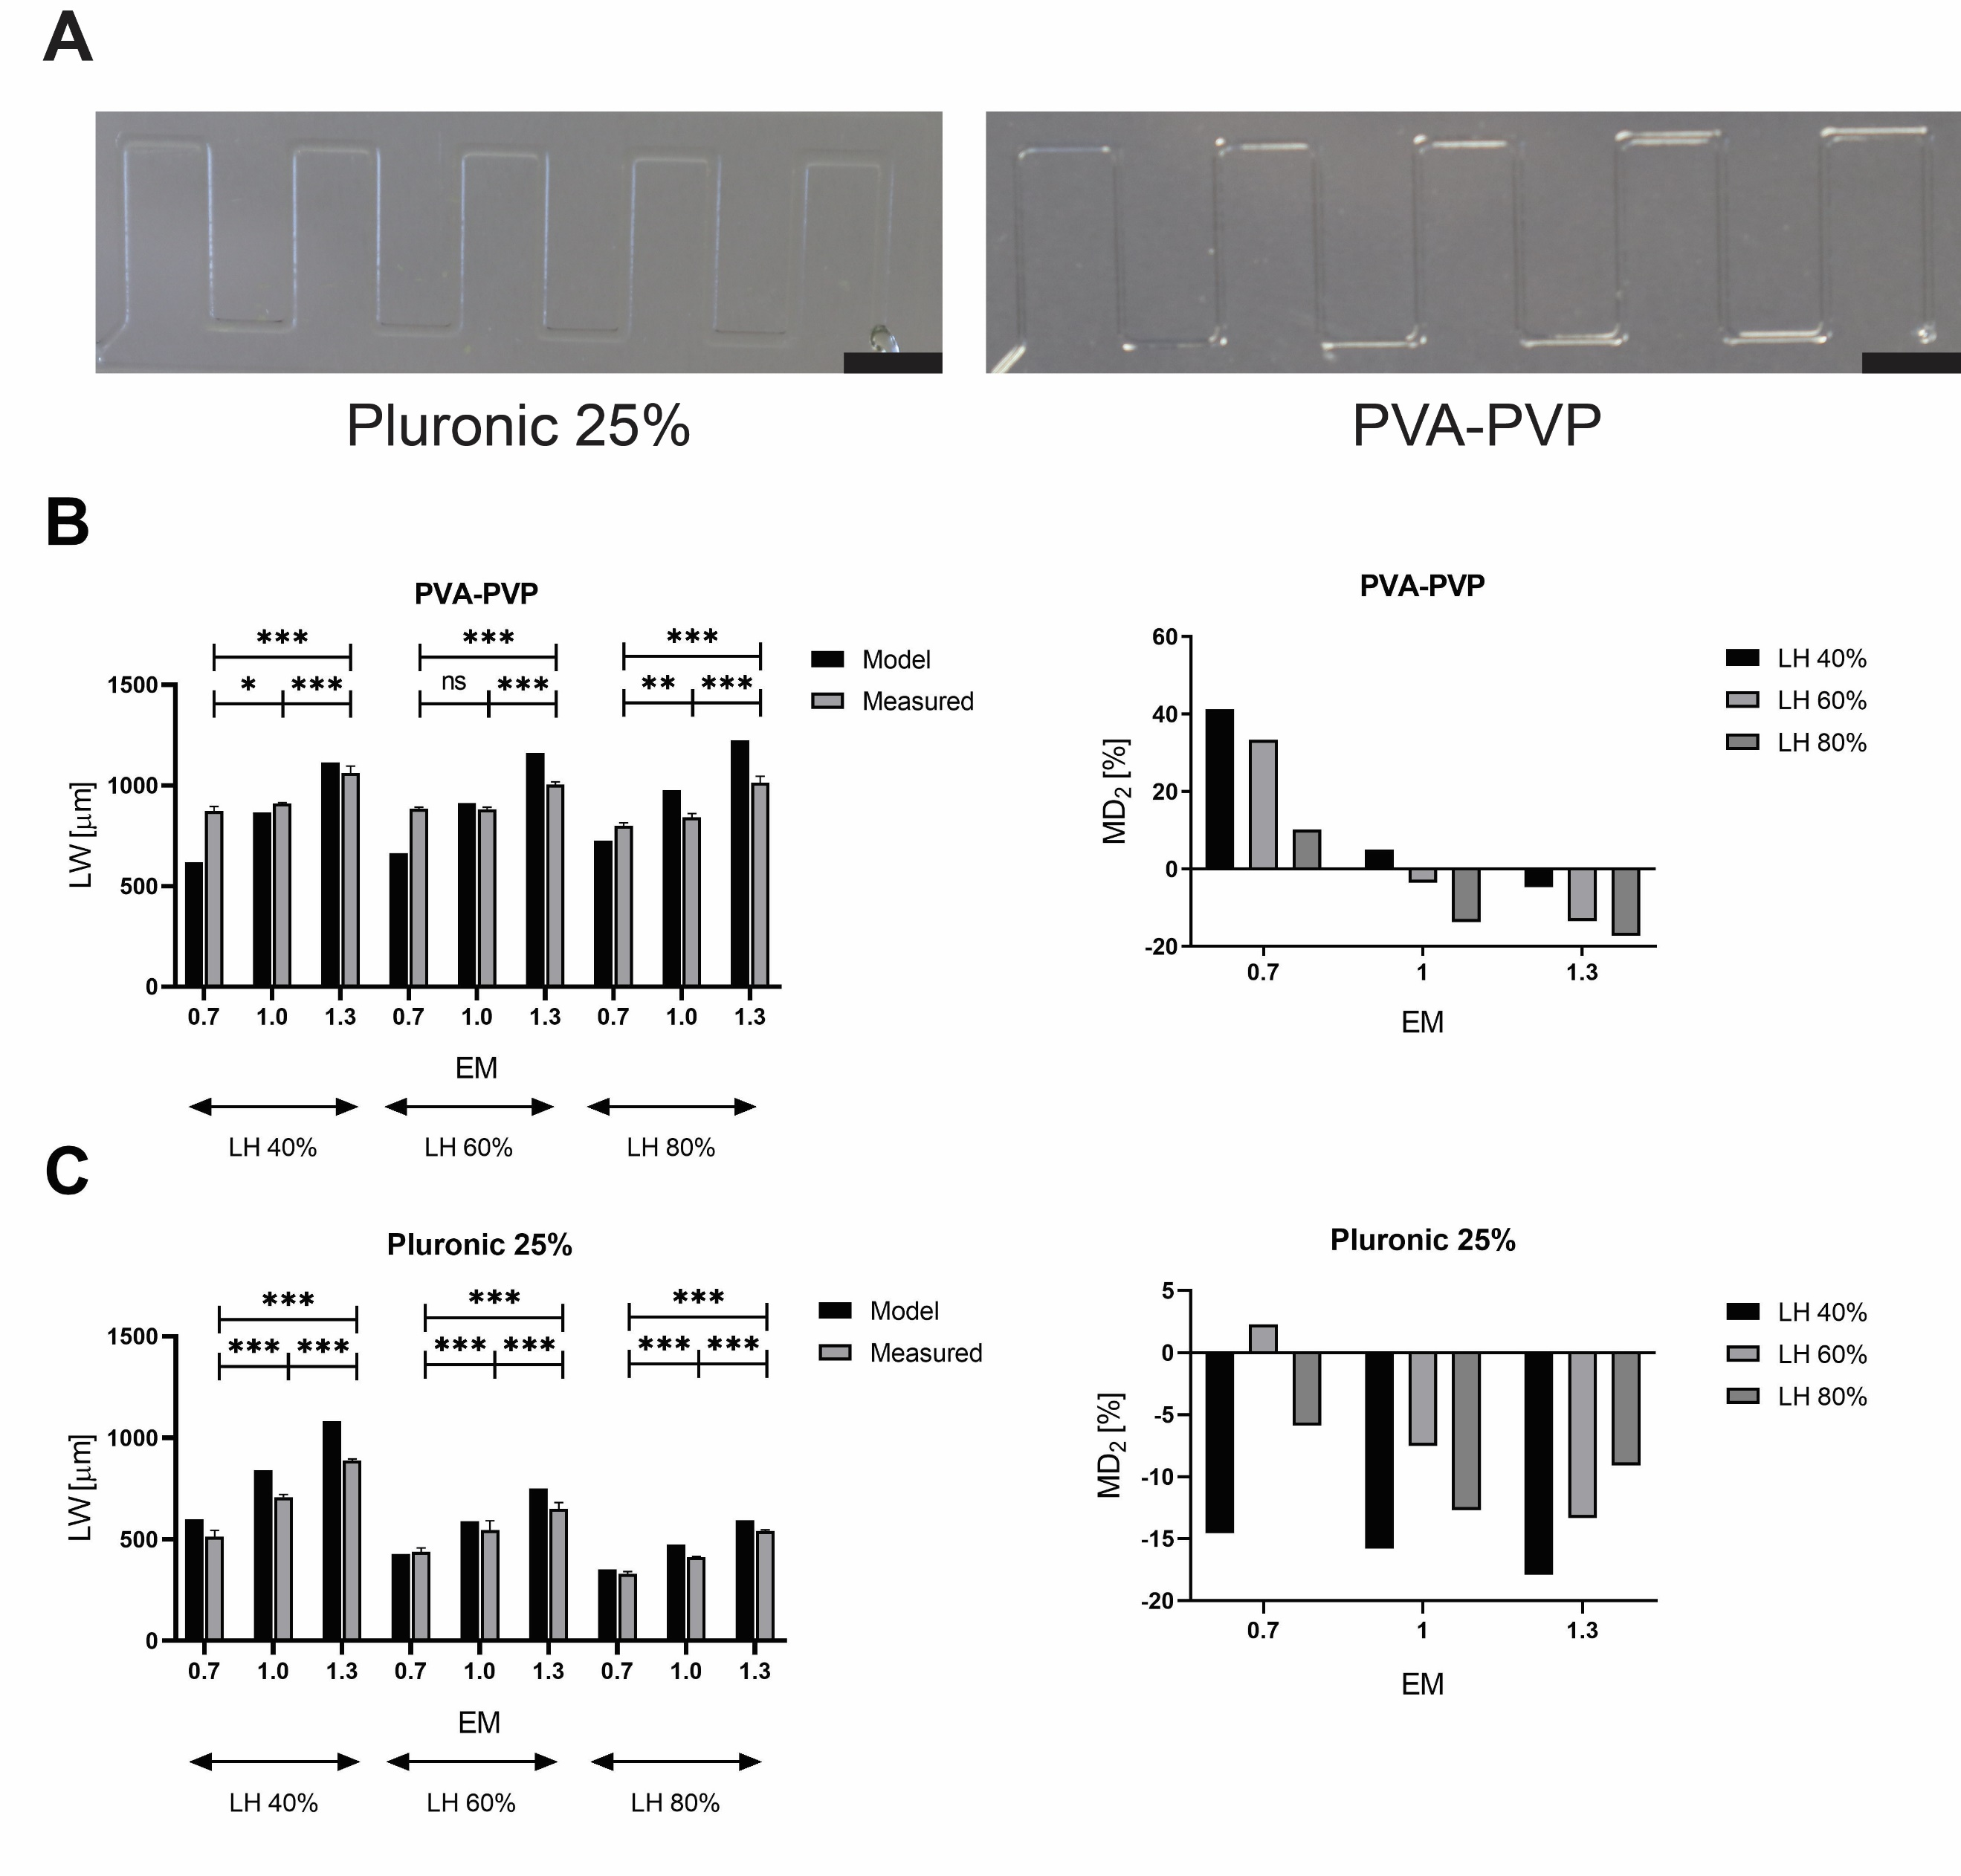 A
Pluronic 25%
PVA-PVP
B
PVA-PVP
*** *** ***
* *** ns *** ** ***
1500
1000
500
0
LW [µm]
0.7 1.0 1.3 0.7 1.0 1.3 0.7 1.0 1.3
EM
LH 40% LH 60% LH 80%
Model
Measured
PVA-PVP
60
40
20
0
-20
MD2 [%]
0.7 1 1.3
EM
LH 40%
LH 60%
LH 80%
C
Pluronic 25%
*** *** ***
*** *** *** *** *** ***
1500
1000
500
0
LW [µm]
0.7 1.0 1.3 0.7 1.0 1.3 0.7 1.0 1.3
EM
LH 40% LH 60% LH 80%
Model
Measured
Pluronic 25%
5
0
-5
-10
-15
-20
MD2 [%]
0.7 1 1.3
EM
LH 40%
LH 60%
LH 80%